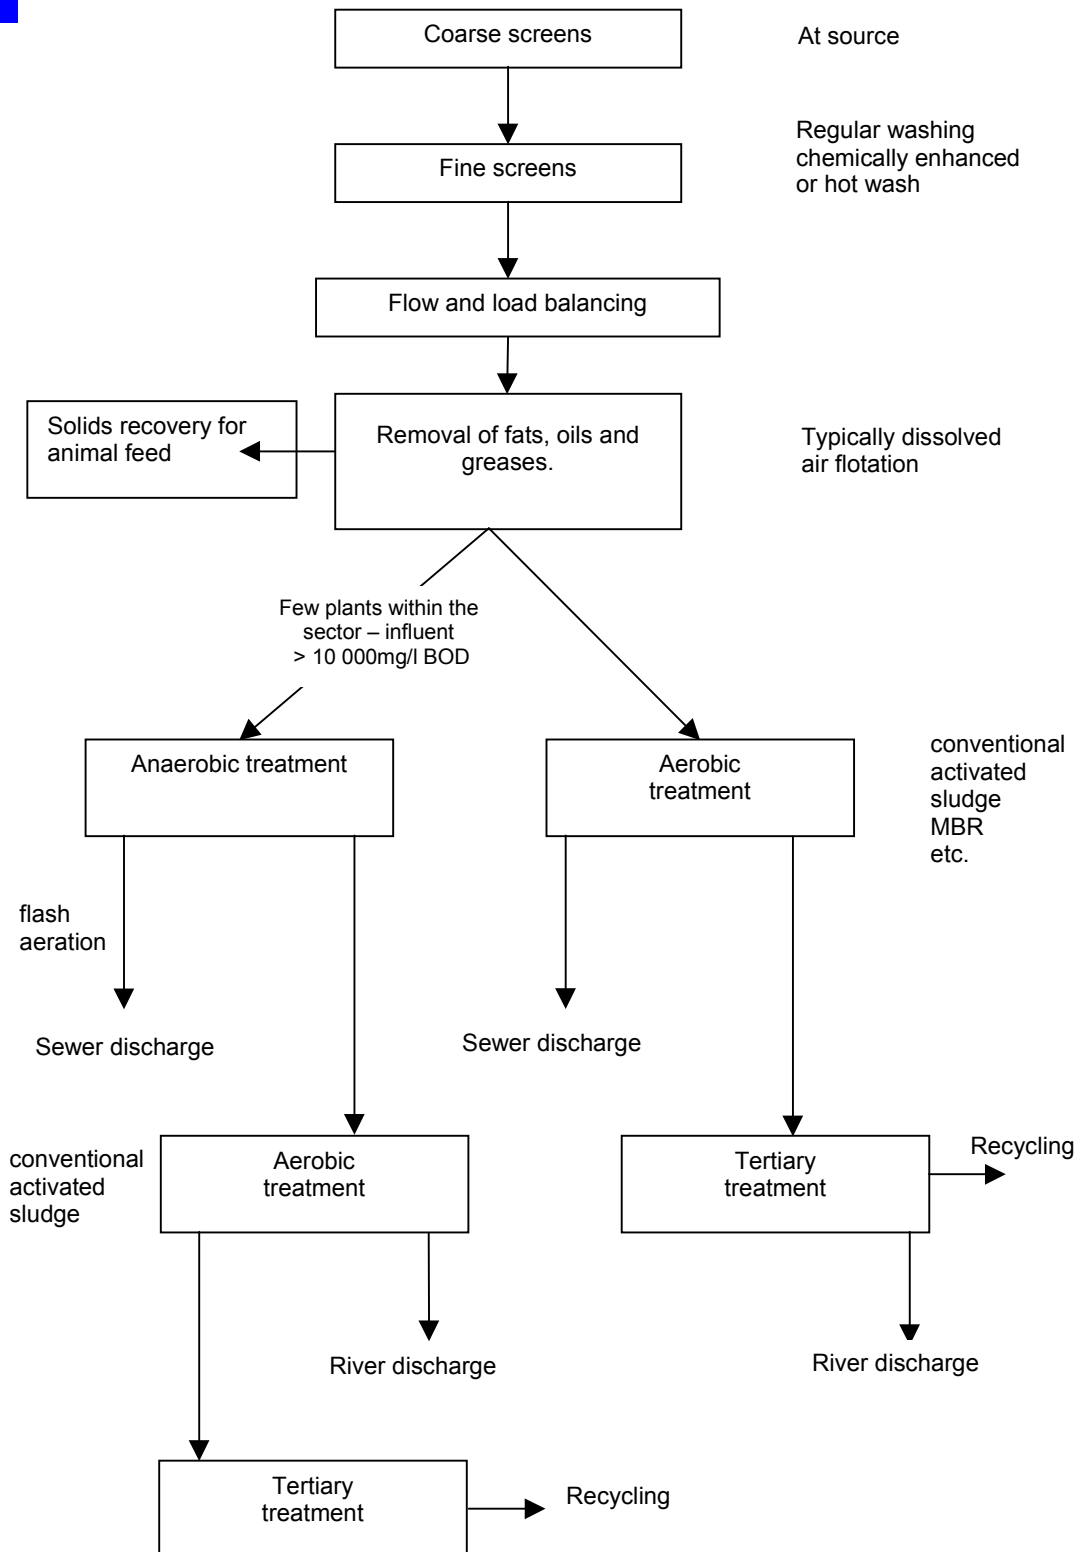 Coarse screens
At source
Regular washing
chemically enhanced
or hot wash
Fine screens
Flow and load balancing
Solids recovery for
animal feed
Removal of fats, oils and
greases.
Typically dissolved
air flotation
Few plants within the
sector – influent
> 10 000mg/l BOD
Anaerobic treatment
Aerobic
treatment
conventional
activated
sludge
MBR
etc.
flash
aeration
Sewer discharge
Sewer discharge
conventional
activated
sludge
Aerobic
treatment
Tertiary
treatment
Recycling
River discharge
River discharge
Tertiary
treatment
Recycling